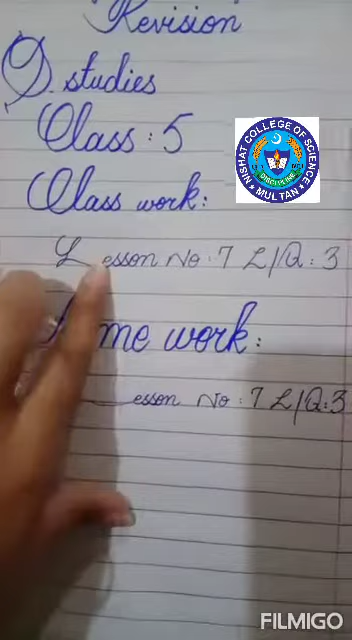 Revision
Q. studies
Class : 5
NISHAT COLLEGE OF SCIENCE
DISCIPLINE
MULTAN
Class work:
Lesson No : 7 L/Q : 3
me work:
esson No : 7 L/Q : 3
FILMIGO